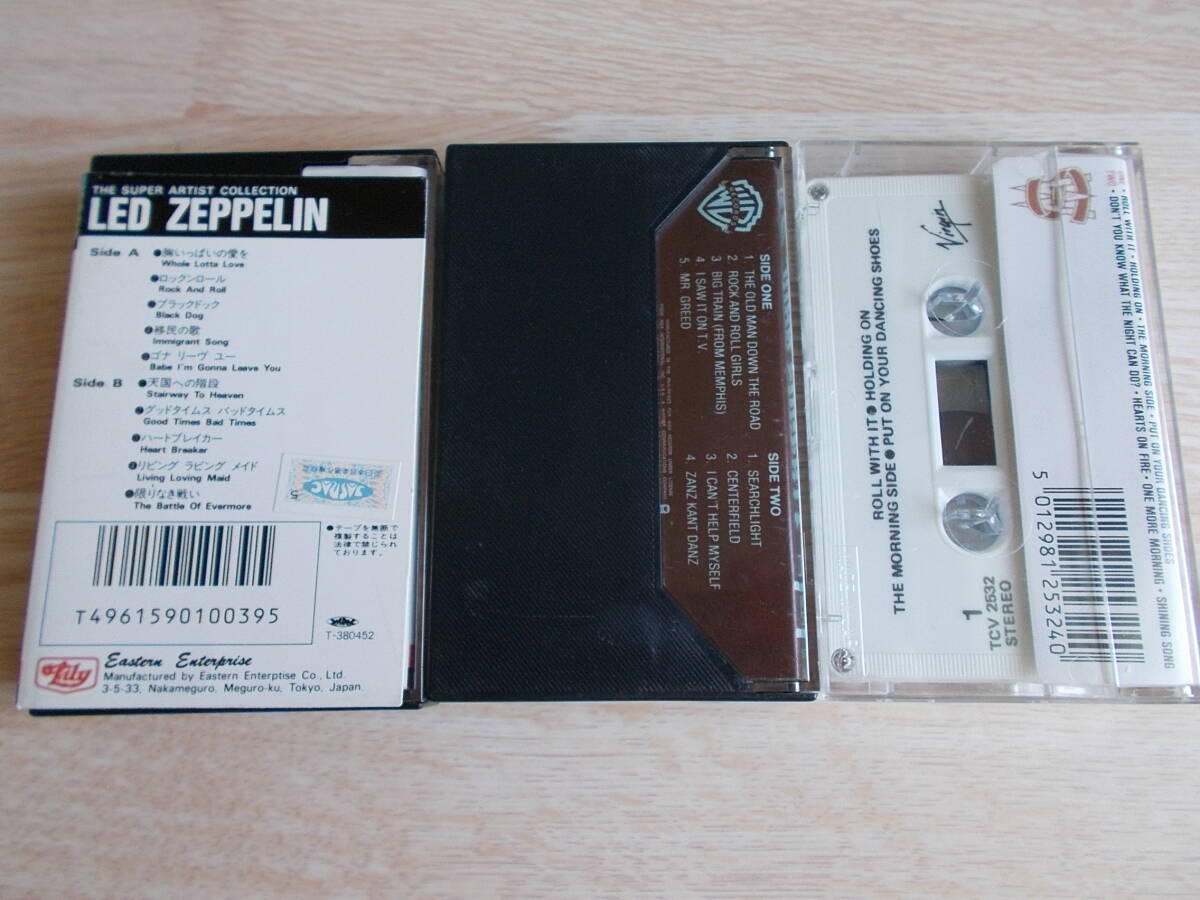 THE SUPER ARTIST COLLECTION
LED ZEPPELIN
Side A
●胸いっぱいの愛を
Whole Lotta Love
●ロックンロール
Rock And Roll
●ブラックドック
Black Dog
●移民の歌
Immigrant Song
●ゴナ リーヴ ユー
Babe I'm Gonna Leave You
Side B
●天国への階段
Stairway To Heaven
●グッドタイムス バッドタイムス
Good Times Bad Times
●ハートブレイカー
Heart Breaker
●リビング ラビング メイド
Living Loving Maid
●限りなき戦い
The Battle Of Evermore
JASRAC
●テープを無断で
複製することは
法律で禁じられ
ております。
T4961590100395
T-380452
Lily
Eastern Enterprise
Manufactured by Eastern Enterptise Co., Ltd.
3-5-33, Nakameguro, Meguro-ku, Tokyo, Japan.
RECORDS
SIDE ONE
1. THE OLD MAN DOWN THE ROAD
2. ROCK AND ROLL GIRLS
3. BIG TRAIN (FROM MEMPHIS)
4. I SAW IT ON T.V.
5. MR. GREED
SIDE TWO
1. SEARCHLIGHT
2. CENTERFIELD
3. I CAN'T HELP MYSELF
4. ZANZ KANT DANZ
Virgin
ROLL WITH IT ● HOLDING ON
THE MORNING SIDE ● PUT ON YOUR DANCING SHOES
1
TCV 2532
STEREO
ROLL WITH IT • HOLDING ON • THE MORNING SIDE • PUT ON YOUR DANCING SHOES
TWO • DON'T YOU KNOW WHAT THE NIGHT CAN DO? • HEARTS ON FIRE • ONE MORE MORNING • SHINING SONG
5 012981 253240